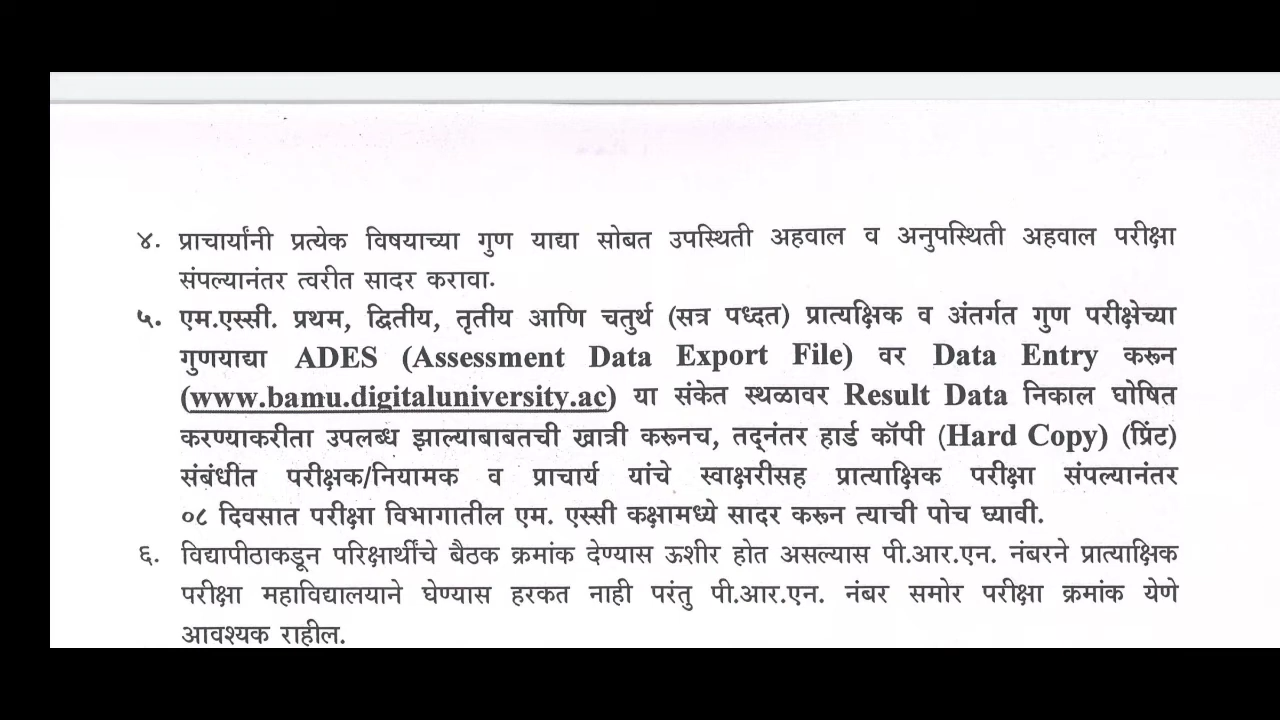 ४. प्राचार्यांनी प्रत्येक विषयाच्या गुण याद्या सोबत उपस्थिती अहवाल व अनुपस्थिती अहवाल परीक्षा
संपल्यानंतर त्वरीत सादर करावा.
५. एम.एस्सी. प्रथम, द्वितीय, तृतीय आणि चतुर्थ (सत्र पध्दत) प्रात्यक्षिक व अंतर्गत गुण परीक्षेच्या
गुणयाद्या ADES (Assessment Data Export File) वर Data Entry करून
(www.bamu.digitaluniversity.ac) या संकेत स्थळावर Result Data निकाल घोषित
करण्याकरीता उपलब्ध झाल्याबाबतची खात्री करूनच, तद्नंतर हार्ड कॉपी (Hard Copy) (प्रिंट)
संबंधीत परीक्षक/नियामक व प्राचार्य यांचे स्वाक्षरीसह प्रात्याक्षिक परीक्षा संपल्यानंतर
०८ दिवसात परीक्षा विभागातील एम. एस्सी कक्षामध्ये सादर करून त्याची पोच घ्यावी.
६. विद्यापीठाकडून परिक्षार्थीचे बैठक क्रमांक देण्यास ऊशीर होत असल्यास पी.आर.एन. नंबरने प्रात्याक्षिक
परीक्षा महाविद्यालयाने घेण्यास हरकत नाही परंतु पी.आर.एन. नंबर समोर परीक्षा क्रमांक येणे
आवश्यक राहील.